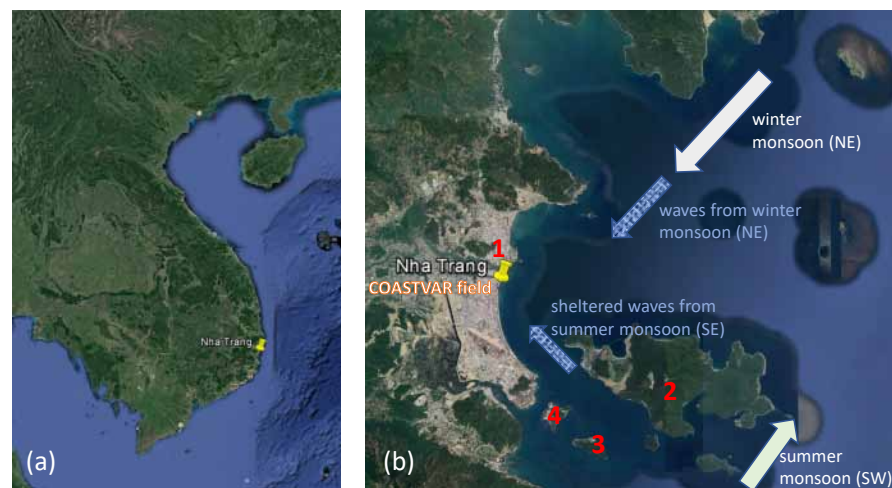 Nha Trang
(a)
winter
monsoon (NE)
waves from winter
monsoon (NE)
1
Nha Trang
COASTVAR field
sheltered waves from
summer monsoon (SE)
2
4
3
(b)
summer
monsoon (SW)